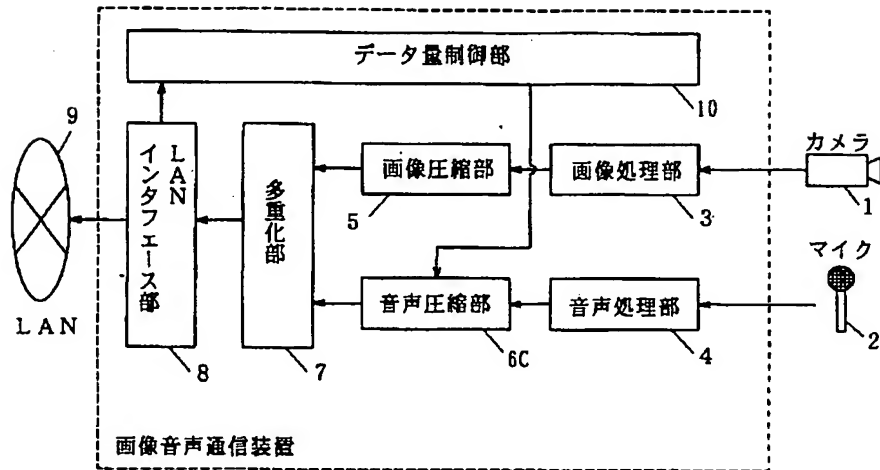 データ量制御部
10
9
LAN
インタフェース部
多重化部
画像圧縮部
5
画像処理部
3
カメラ
1
マイク
2
音声圧縮部
6C
音声処理部
4
LAN
8
7
画像音声通信装置